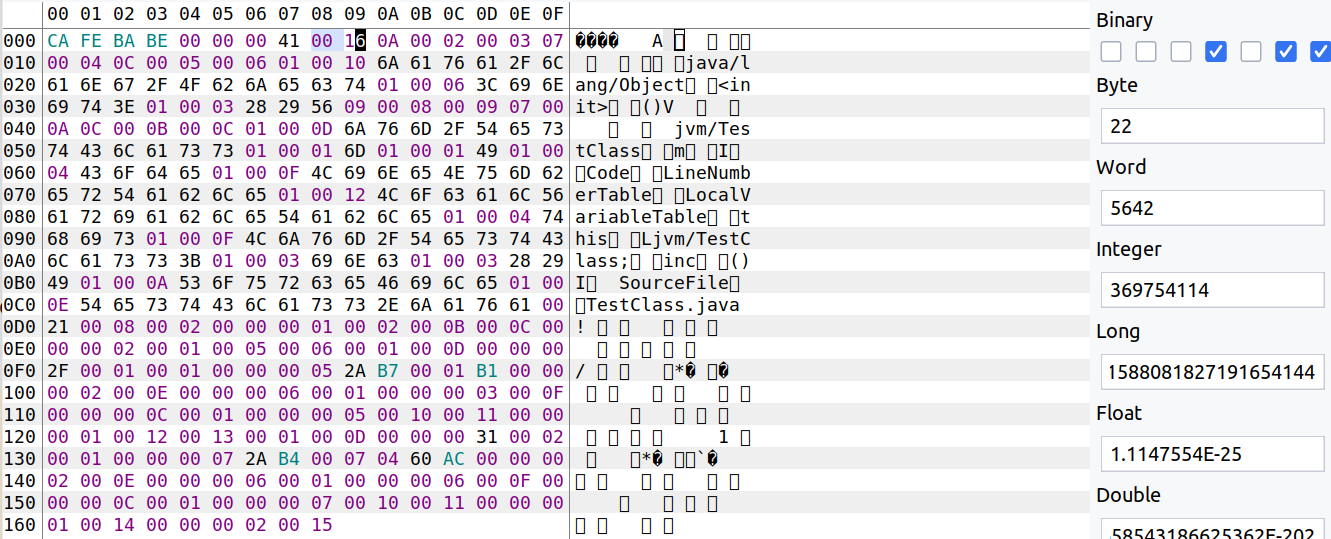 00 01 02 03 04 05 06 07 08 09 0A 0B 0C 0D 0E 0F
000 CA FE BA BE 00 00 00 41 00 16 0A 00 02 00 03 07 ���� A□ □ □□
010 00 04 0C 00 05 00 06 01 00 10 6A 61 76 61 2F 6C □ □ □□ □java/l
020 61 6E 67 2F 4F 62 6A 65 63 74 01 00 06 3C 69 6E ang/Object□ □<in
030 69 74 3E 01 00 03 28 29 56 09 00 08 00 09 07 00 it>□ □()V □ □
040 0A 0C 00 0B 00 0C 01 00 0D 6A 76 6D 2F 54 65 73 □ □ jvm/Tes
050 74 43 6C 61 73 73 01 00 01 6D 01 00 01 49 01 00 tClass□ □m□ □I□
060 04 43 6F 64 65 01 00 0F 4C 69 6E 65 4E 75 6D 62 □Code□ □LineNumb
070 65 72 54 61 62 6C 65 01 00 12 4C 6F 63 61 6C 56 erTable□ □LocalV
080 61 72 69 61 62 6C 65 54 61 62 6C 65 01 00 04 74 ariableTable□ □t
090 68 69 73 01 00 0F 4C 6A 76 6D 2F 54 65 73 74 43 his□ □Ljvm/TestC
0A0 6C 61 73 73 3B 01 00 03 69 6E 63 01 00 03 28 29 lass;□ □inc□ □()
0B0 49 01 00 0A 53 6F 75 72 63 65 46 69 6C 65 01 00 I□ SourceFile□
0C0 0E 54 65 73 74 43 6C 61 73 73 2E 6A 61 76 61 00 □TestClass.java
0D0 21 00 08 00 02 00 00 00 01 00 02 00 0B 00 0C 00 ! □ □ □ □ □
0E0 00 00 02 00 01 00 05 00 06 00 01 00 0D 00 00 00 □ □ □ □ □
0F0 2F 00 01 00 01 00 00 00 05 2A B7 00 01 B1 00 00 / □ □ □*� □�
100 00 02 00 0E 00 00 00 06 00 01 00 00 00 03 00 0F □ □ □ □ □ □
110 00 00 00 0C 00 01 00 00 00 05 00 10 00 11 00 00 □ □ □ □
120 00 01 00 12 00 13 00 01 00 0D 00 00 00 31 00 02 □ □ □ □ 1 □
130 00 01 00 00 00 07 2A B4 00 07 04 60 AC 00 00 00 □ □*� □□`�
140 02 00 0E 00 00 00 06 00 01 00 00 00 06 00 0F 00 □ □ □ □ □ □
150 00 00 0C 00 01 00 00 00 07 00 10 00 11 00 00 00 □ □ □ □
160 01 00 14 00 00 00 02 00 15 □ □ □ □
Binary
Byte
22
Word
5642
Integer
369754114
Long
1588081827191654144
Float
1.1147554E-25
Double
58543186625362E-202